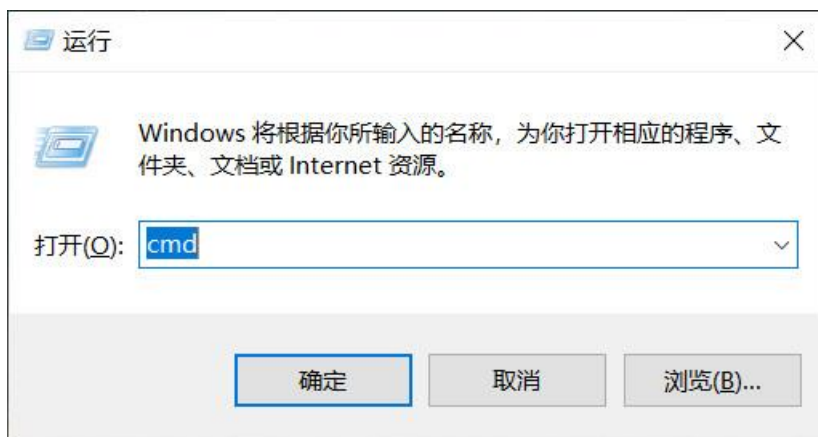 运行
Windows 将根据你所输入的名称，为你打开相应的程序、文
件夹、文档或 Internet 资源。
打开(O): cmd
确定 取消 浏览(B)...